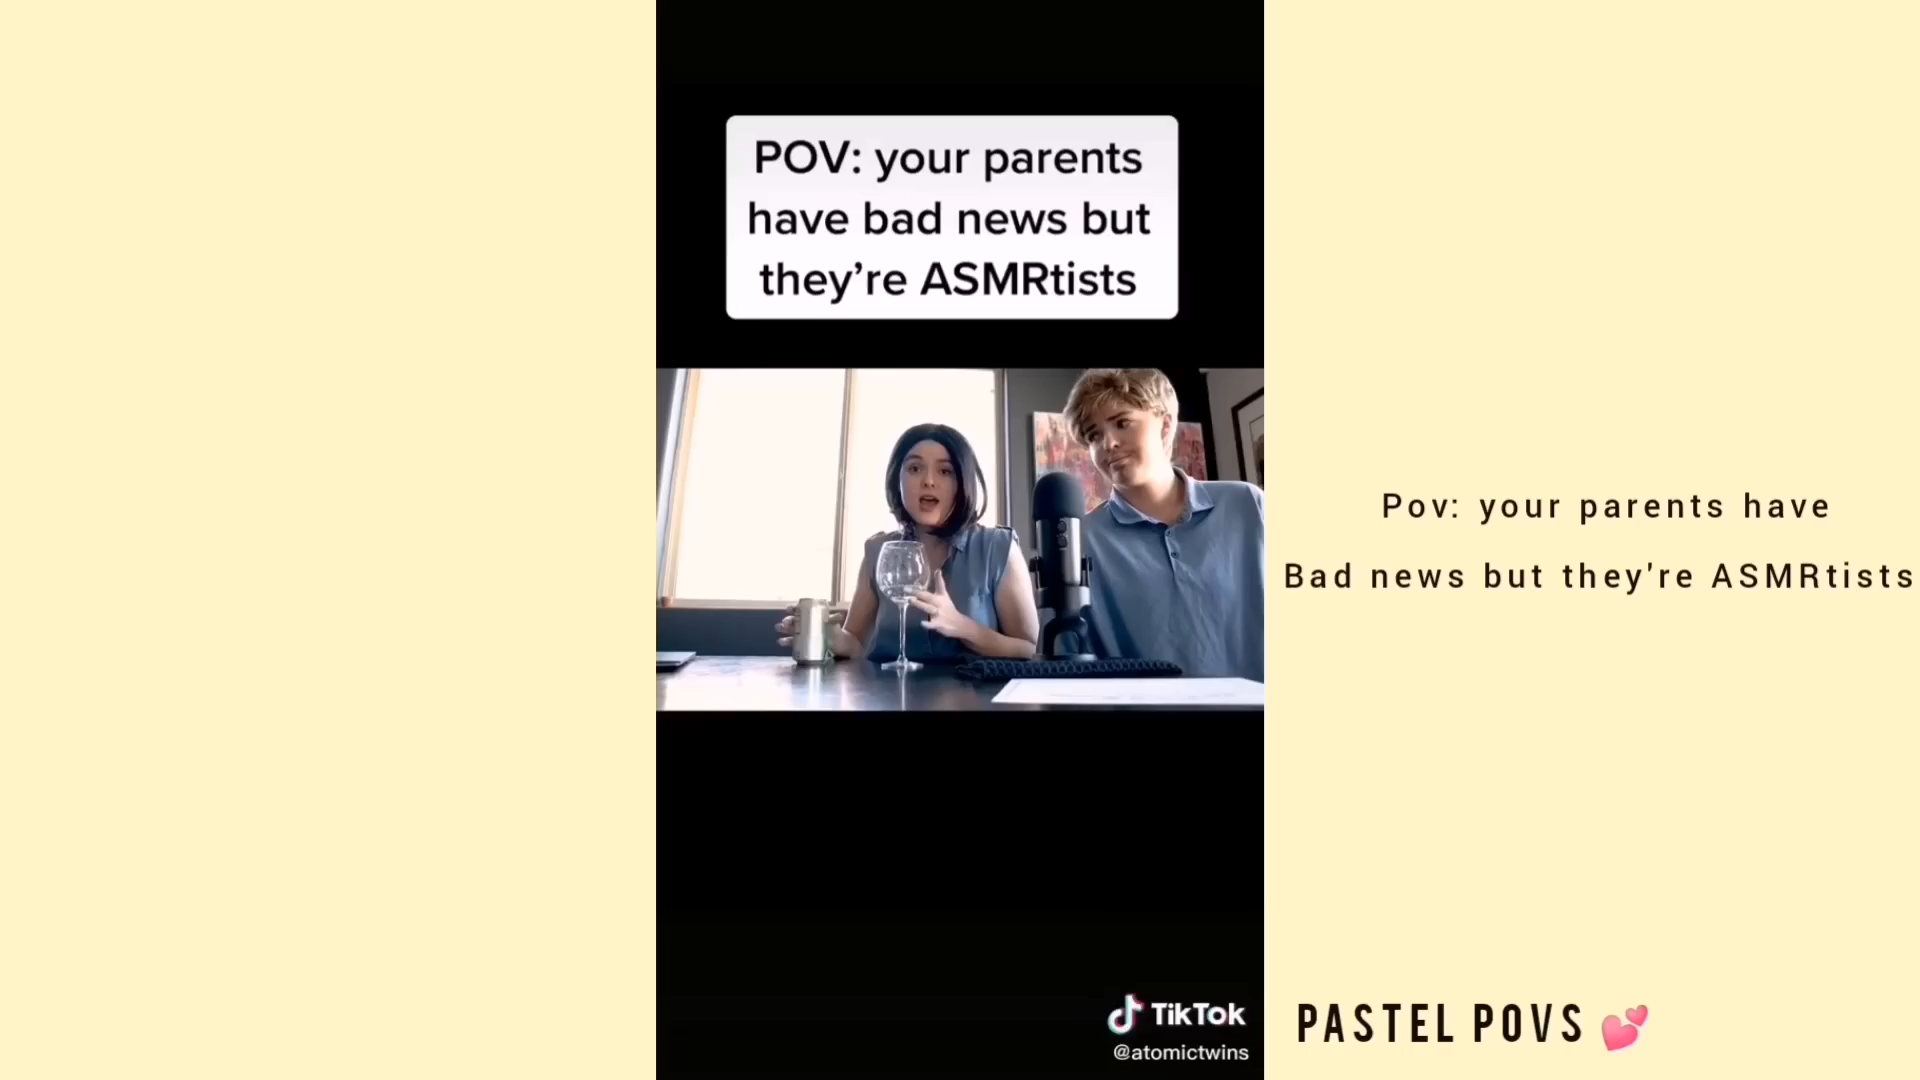 POV: your parents
have bad news but
they’re ASMRtists
Pov: your parents have
Bad news but they're ASMRtists
TikTok
@atomictwins
PASTEL POVS 💕